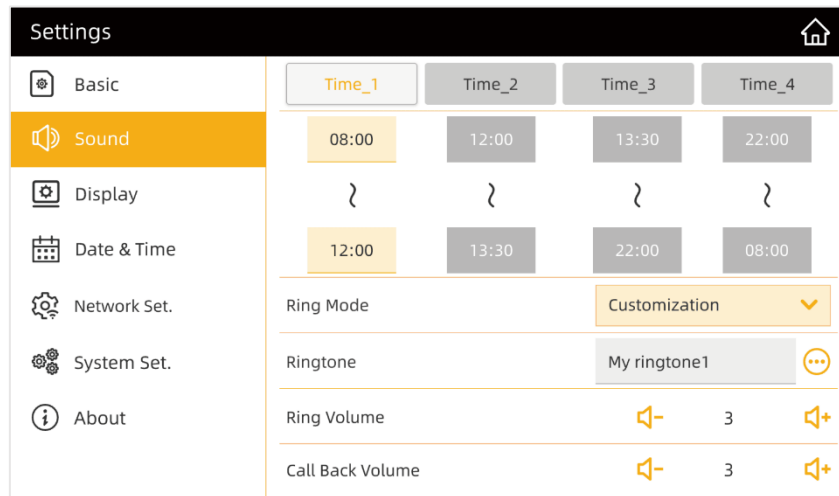 Settings
Basic
Sound
Display
Date & Time
Network Set.
System Set.
About
Time_1 Time_2 Time_3 Time_4
08:00 12:00 13:30 22:00
12:00 13:30 22:00 08:00
Ring Mode Customization
Ringtone My ringtone1
Ring Volume 3
Call Back Volume 3